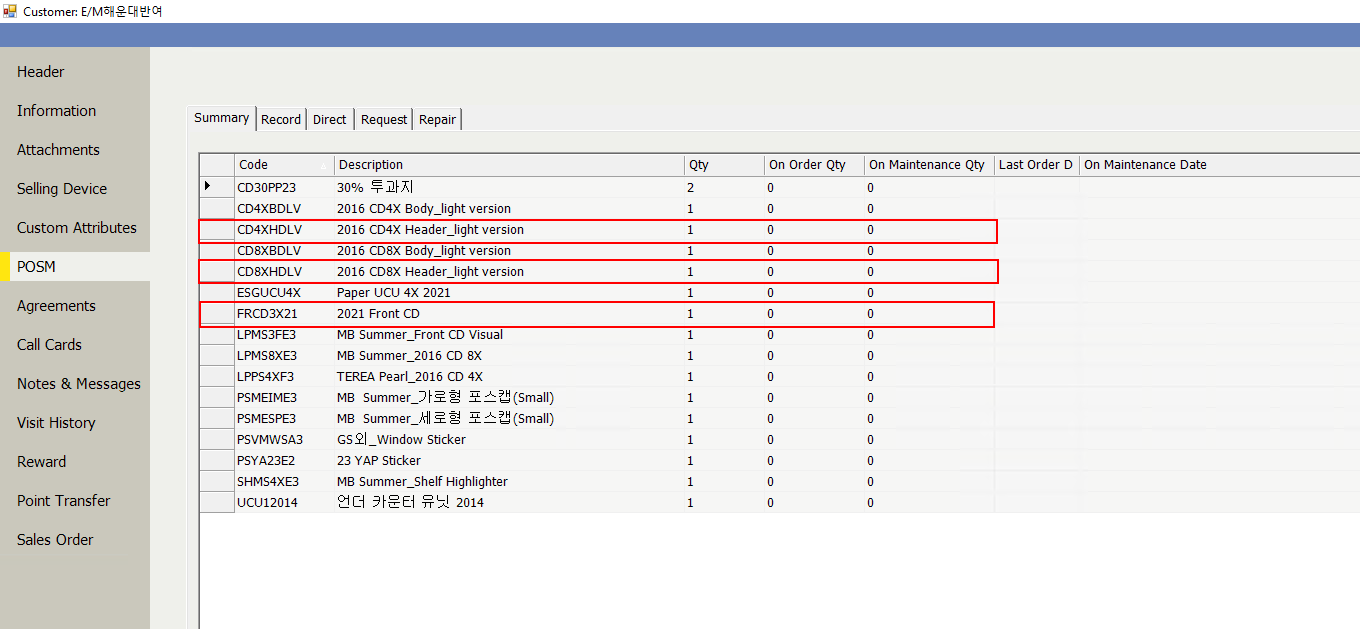 Customer: E/M해운대반여
Header
Information
Attachments
Selling Device
Custom Attributes
POSM
Agreements
Call Cards
Notes & Messages
Visit History
Reward
Point Transfer
Sales Order
Summary Record Direct Request Repair
Code Description Qty On Order Qty On Maintenance Qty Last Order D On Maintenance Date
CD30PP23 30% 투과지 2 0 0
CD4XBDLV 2016 CD4X Body_light version 1 0 0
CD4XHDLV 2016 CD4X Header_light version 1 0 0
CD8XBDLV 2016 CD8X Body_light version 1 0 0
CD8XHDLV 2016 CD8X Header_light version 1 0 0
ESGUCU4X Paper UCU 4X 2021 1 0 0
FRCD3X21 2021 Front CD 1 0 0
LPMS3FE3 MB Summer_Front CD Visual 1 0 0
LPMS8XE3 MB Summer_2016 CD 8X 1 0 0
LPPS4XF3 TEREA Pearl_2016 CD 4X 1 0 0
PSMEIME3 MB Summer_가로형 포스캡(Small) 1 0 0
PSMESPE3 MB Summer_세로형 포스캡(Small) 1 0 0
PSVMWSA3 GS외_Window Sticker 1 0 0
PSYA23E2 23 YAP Sticker 1 0 0
SHMS4XE3 MB Summer_Shelf Highlighter 1 0 0
UCU12014 언더 카운터 유닛 2014 1 0 0